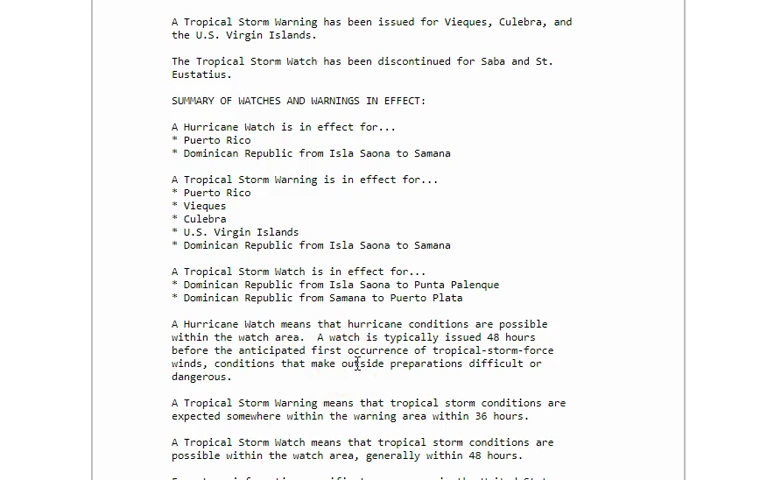 A Tropical Storm Warning has been issued for Vieques, Culebra, and
the U.S. Virgin Islands.
The Tropical Storm Watch has been discontinued for Saba and St.
Eustatius.
SUMMARY OF WATCHES AND WARNINGS IN EFFECT:
A Hurricane Watch is in effect for...
* Puerto Rico
* Dominican Republic from Isla Saona to Samana
A Tropical Storm Warning is in effect for...
* Puerto Rico
* Vieques
* Culebra
* U.S. Virgin Islands
* Dominican Republic from Isla Saona to Samana
A Tropical Storm Watch is in effect for...
* Dominican Republic from Isla Saona to Punta Palenque
* Dominican Republic from Samana to Puerto Plata
A Hurricane Watch means that hurricane conditions are possible
within the watch area.  A watch is typically issued 48 hours
before the anticipated first occurrence of tropical-storm-force
winds, conditions that make outside preparations difficult or
dangerous.
A Tropical Storm Warning means that tropical storm conditions are
expected somewhere within the warning area within 36 hours.
A Tropical Storm Watch means that tropical storm conditions are
possible within the watch area, generally within 48 hours.